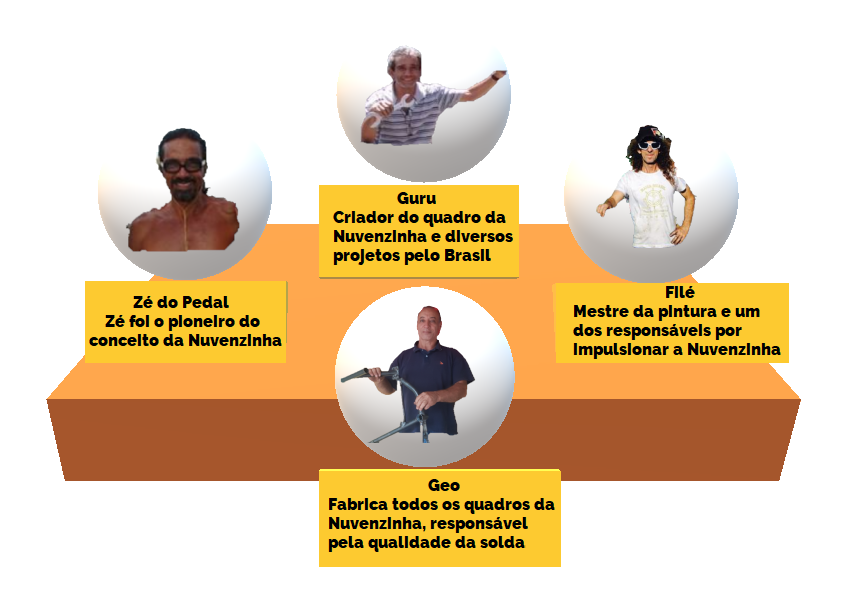 Guru
Criador do quadro da
Nuvenzinha e diversos
projetos pelo Brasil
Zé do Pedal
Zé foi o pioneiro do
conceito da Nuvenzinha
Filé
Mestre da pintura e um
dos responsáveis por
impulsionar a Nuvenzinha
Geo
Fabrica todos os quadros da
Nuvenzinha, responsável
pela qualidade da solda